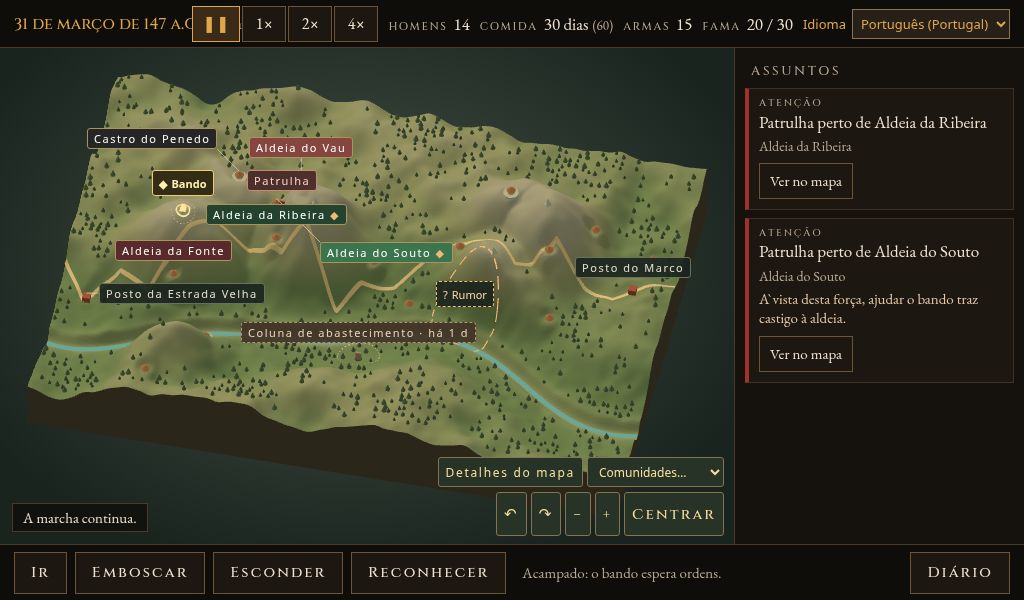 31 DE MARÇO DE 147 A.C
❚❚ 1× 2× 4×
HOMENS 14 COMIDA 30 dias (60) ARMAS 15 FAMA 20 / 30
Idioma Português (Portugal)
ASSUNTOS
ATENÇÃO
Patrulha perto de Aldeia da Ribeira
Aldeia da Ribeira
Ver no mapa
ATENÇÃO
Patrulha perto de Aldeia do Souto
Aldeia do Souto
À vista desta força, ajudar o bando traz
castigo à aldeia.
Ver no mapa
Castro do Penedo
Aldeia do Vau
◆ Bando
Patrulha
Aldeia da Ribeira ◆
Aldeia da Fonte
Aldeia do Souto ◆
Posto do Marco
Posto da Estrada Velha
? Rumor
Coluna de abastecimento · há 1 d
Detalhes do mapa
Comunidades...
↶ ↷ − + CENTRAR
A marcha continua.
IR EMBOSCAR ESCONDER RECONHECER
Acampado: o bando espera ordens.
DIÁRIO